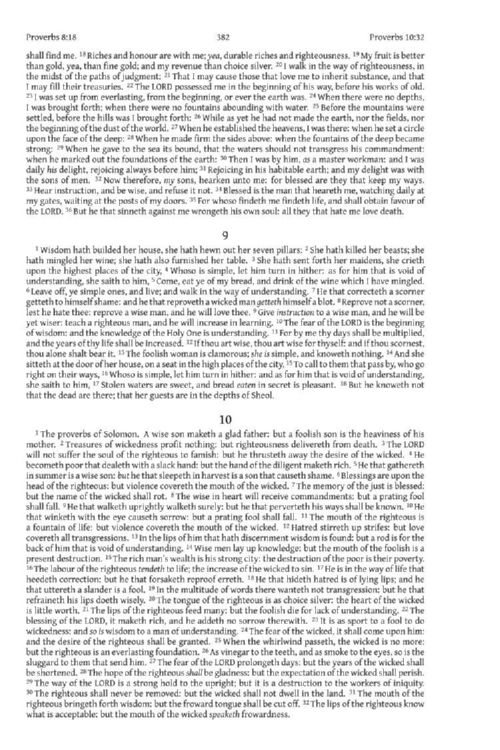 Proverbs 8:18 382 Proverbs 10:32
shall find me. 18 Riches and honour are with me; yea, durable riches and righteousness. 19 My fruit is better
than gold, yea, than fine gold; and my revenue than choice silver. 20 I walk in the way of righteousness, in
the midst of the paths of judgment: 21 That I may cause those that love me to inherit substance, and that
I may fill their treasuries. 22 The LORD possessed me in the beginning of his way, before his works of old.
23 I was set up from everlasting, from the beginning, or ever the earth was. 24 When there were no depths,
I was brought forth; when there were no fountains abounding with water. 25 Before the mountains were
settled, before the hills was I brought forth: 26 While as yet he had not made the earth, nor the fields, nor
the beginning of the dust of the world. 27 When he established the heavens, I was there: when he set a circle
upon the face of the deep: 28 When he made firm the skies above: when the fountains of the deep became
strong: 29 When he gave to the sea its bound, that the waters should not transgress his commandment:
when he marked out the foundations of the earth: 30 Then I was by him, as a master workman: and I was
daily his delight, rejoicing always before him; 31 Rejoicing in his habitable earth; and my delight was with
the sons of men. 32 Now therefore, my sons, hearken unto me: for blessed are they that keep my ways.
33 Hear instruction, and be wise, and refuse it not. 34 Blessed is the man that heareth me, watching daily at
my gates, waiting at the posts of my doors. 35 For whoso findeth me findeth life, and shall obtain favour of
the LORD. 36 But he that sinneth against me wrongeth his own soul: all they that hate me love death.
9
1 Wisdom hath builded her house, she hath hewn out her seven pillars: 2 She hath killed her beasts; she
hath mingled her wine; she hath also furnished her table. 3 She hath sent forth her maidens, she crieth
upon the highest places of the city, 4 Whoso is simple, let him turn in hither: as for him that is void of
understanding, she saith to him, 5 Come, eat ye of my bread, and drink of the wine which I have mingled.
6 Leave off, ye simple ones, and live; and walk in the way of understanding. 7 He that correcteth a scorner
getteth to himself shame: and he that reproveth a wicked man getteth himself a blot. 8 Reprove not a scorner,
lest he hate thee: reprove a wise man, and he will love thee. 9 Give instruction to a wise man, and he will be
yet wiser: teach a righteous man, and he will increase in learning. 10 The fear of the LORD is the beginning
of wisdom: and the knowledge of the Holy One is understanding. 11 For by me thy days shall be multiplied,
and the years of thy life shall be increased. 12 If thou art wise, thou art wise for thyself: and if thou scornest,
thou alone shalt bear it. 13 The foolish woman is clamorous; she is simple, and knoweth nothing. 14 And she
sitteth at the door of her house, on a seat in the high places of the city, 15 To call to them that pass by, who go
right on their ways, 16 Whoso is simple, let him turn in hither: and as for him that is void of understanding,
she saith to him, 17 Stolen waters are sweet, and bread eaten in secret is pleasant. 18 But he knoweth not
that the dead are there; that her guests are in the depths of Sheol.
10
1 The proverbs of Solomon. A wise son maketh a glad father: but a foolish son is the heaviness of his
mother. 2 Treasures of wickedness profit nothing: but righteousness delivereth from death. 3 The LORD
will not suffer the soul of the righteous to famish: but he thrusteth away the desire of the wicked. 4 He
becometh poor that dealeth with a slack hand: but the hand of the diligent maketh rich. 5 He that gathereth
in summer is a wise son: but he that sleepeth in harvest is a son that causeth shame. 6 Blessings are upon the
head of the righteous: but violence covereth the mouth of the wicked. 7 The memory of the just is blessed:
but the name of the wicked shall rot. 8 The wise in heart will receive commandments: but a prating fool
shall fall. 9 He that walketh uprightly walketh surely: but he that perverteth his ways shall be known. 10 He
that winketh with the eye causeth sorrow: but a prating fool shall fall. 11 The mouth of the righteous is
a fountain of life: but violence covereth the mouth of the wicked. 12 Hatred stirreth up strifes: but love
covereth all transgressions. 13 In the lips of him that hath discernment wisdom is found: but a rod is for the
back of him that is void of understanding. 14 Wise men lay up knowledge: but the mouth of the foolish is a
present destruction. 15 The rich man's wealth is his strong city: the destruction of the poor is their poverty.
16 The labour of the righteous tendeth to life; the increase of the wicked to sin. 17 He is in the way of life that
heedeth correction: but he that forsaketh reproof erreth. 18 He that hideth hatred is of lying lips; and he
that uttereth a slander is a fool. 19 In the multitude of words there wanteth not transgression: but he that
refraineth his lips doeth wisely. 20 The tongue of the righteous is as choice silver: the heart of the wicked
is little worth. 21 The lips of the righteous feed many: but the foolish die for lack of understanding. 22 The
blessing of the LORD, it maketh rich, and he addeth no sorrow therewith. 23 It is as sport to a fool to do
wickedness: and so is wisdom to a man of understanding. 24 The fear of the wicked, it shall come upon him:
and the desire of the righteous shall be granted. 25 When the whirlwind passeth, the wicked is no more:
but the righteous is an everlasting foundation. 26 As vinegar to the teeth, and as smoke to the eyes, so is the
sluggard to them that send him. 27 The fear of the LORD prolongeth days: but the years of the wicked shall
be shortened. 28 The hope of the righteous shall be gladness: but the expectation of the wicked shall perish.
29 The way of the LORD is a strong hold to the upright; but it is a destruction to the workers of iniquity.
30 The righteous shall never be removed: but the wicked shall not dwell in the land. 31 The mouth of the
righteous bringeth forth wisdom: but the froward tongue shall be cut off. 32 The lips of the righteous know
what is acceptable: but the mouth of the wicked speaketh frowardness.